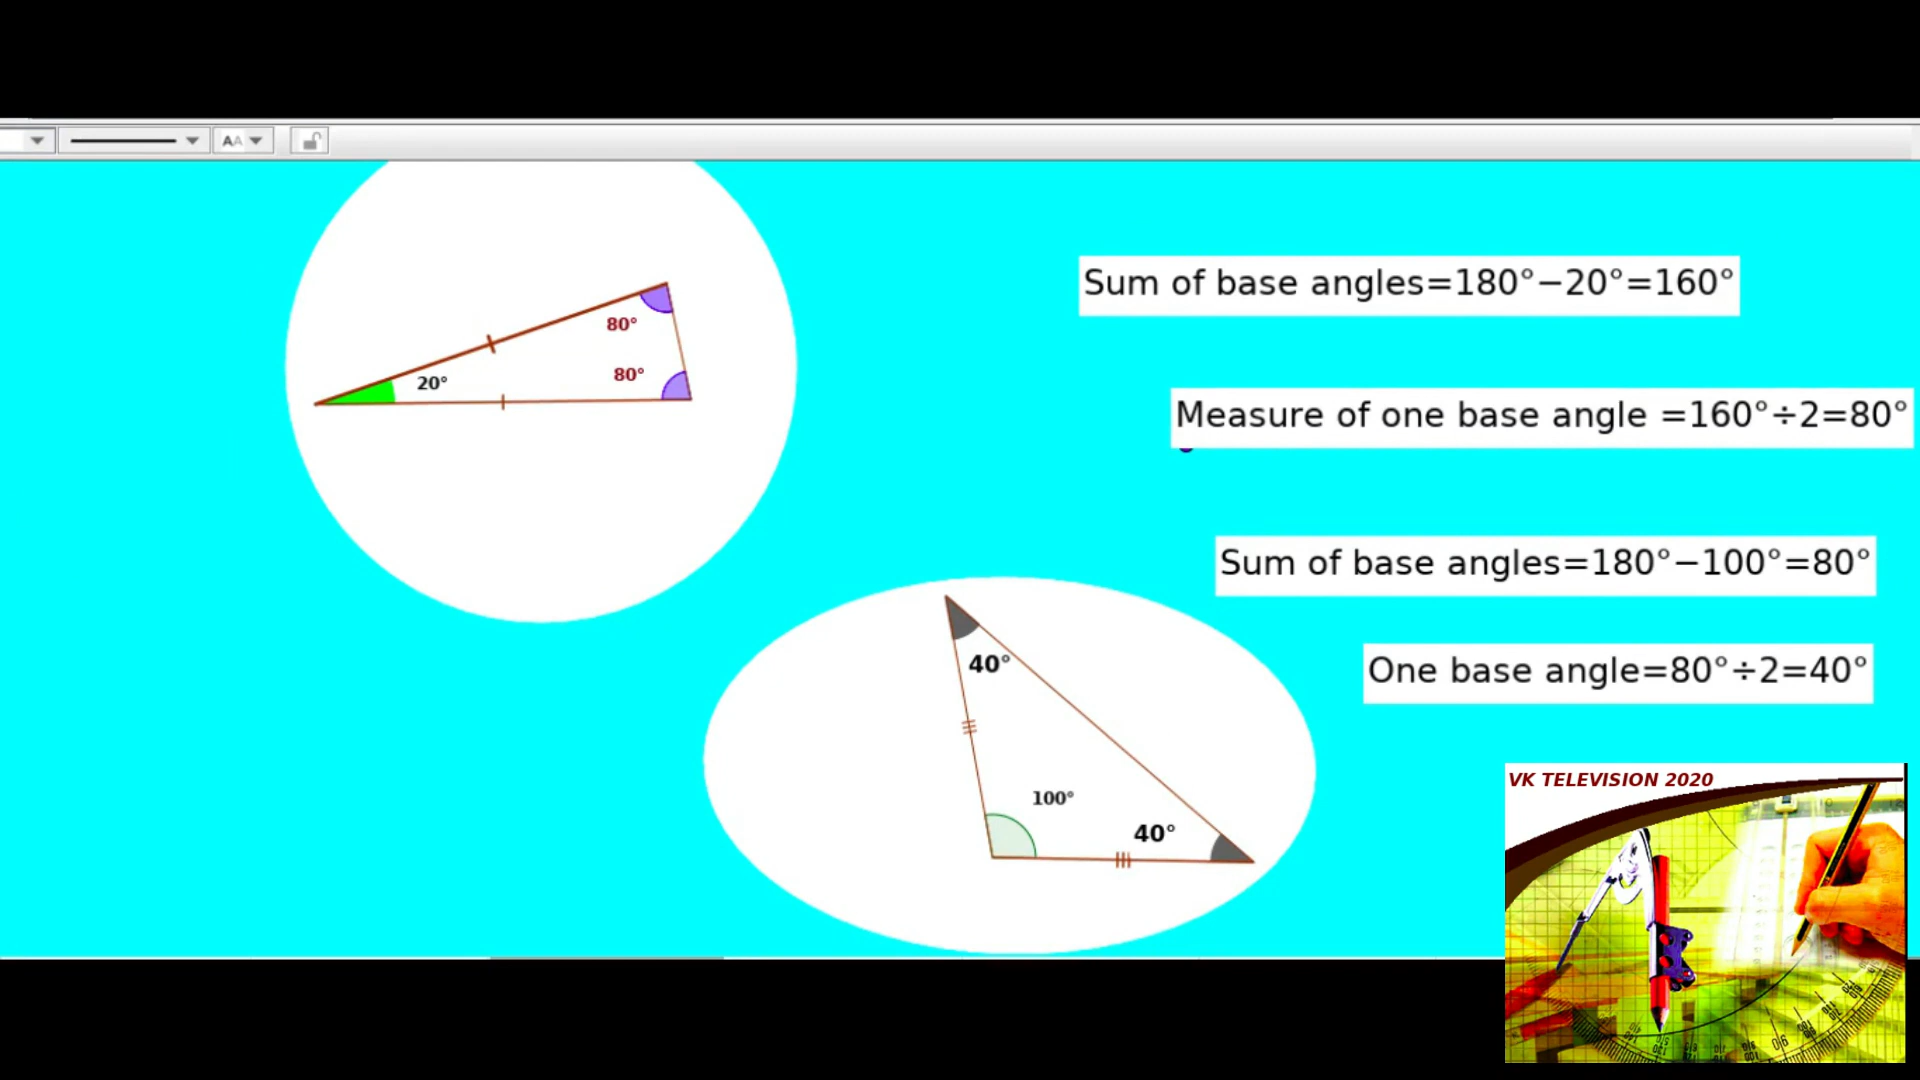 AA
Sum of base angles=180°−20°=160°
80°
80°
20°
Measure of one base angle =160°÷2=80°
Sum of base angles=180°−100°=80°
40°
One base angle=80°÷2=40°
100°
40°
VK TELEVISION 2020